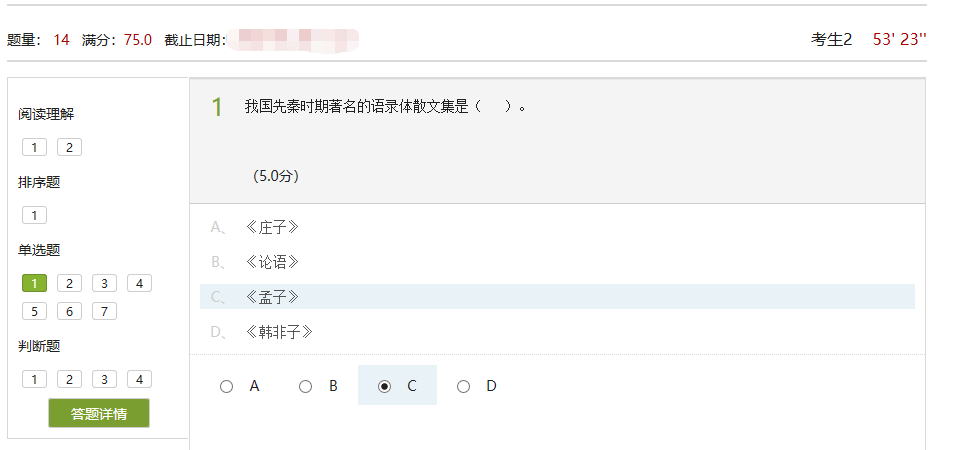 题量： 14 满分：75.0 截止日期： 考生2 53' 23''
阅读理解
1 2
排序题
1
单选题
1 2 3 4
5 6 7
判断题
1 2 3 4
答题详情
1 我国先秦时期著名的语录体散文集是（ ）。
（5.0分）
A、 《庄子》
B、 《论语》
C、 《孟子》
D、 《韩非子》
A B C D